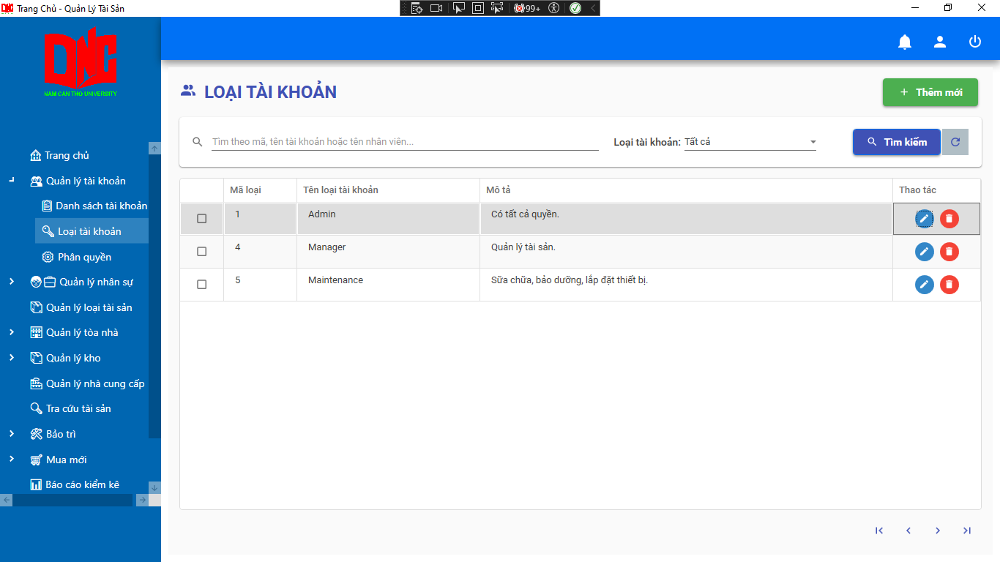 Trang Chủ - Quản Lý Tài Sản
99+
DNC
NAM CAN THO UNIVERSITY
Trang chủ
Quản lý tài khoản
Danh sách tài khoản
Loại tài khoản
Phân quyền
Quản lý nhân sự
Quản lý loại tài sản
Quản lý tòa nhà
Quản lý kho
Quản lý nhà cung cấp
Tra cứu tài sản
Bảo trì
Mua mới
Báo cáo kiểm kê
LOẠI TÀI KHOẢN
+ Thêm mới
Tìm theo mã, tên tài khoản hoặc tên nhân viên...
Loại tài khoản: Tất cả
Tìm kiếm
Mã loại Tên loại tài khoản Mô tả Thao tác
1 Admin Có tất cả quyền.
4 Manager Quản lý tài sản.
5 Maintenance Sữa chữa, bảo dưỡng, lắp đặt thiết bị.